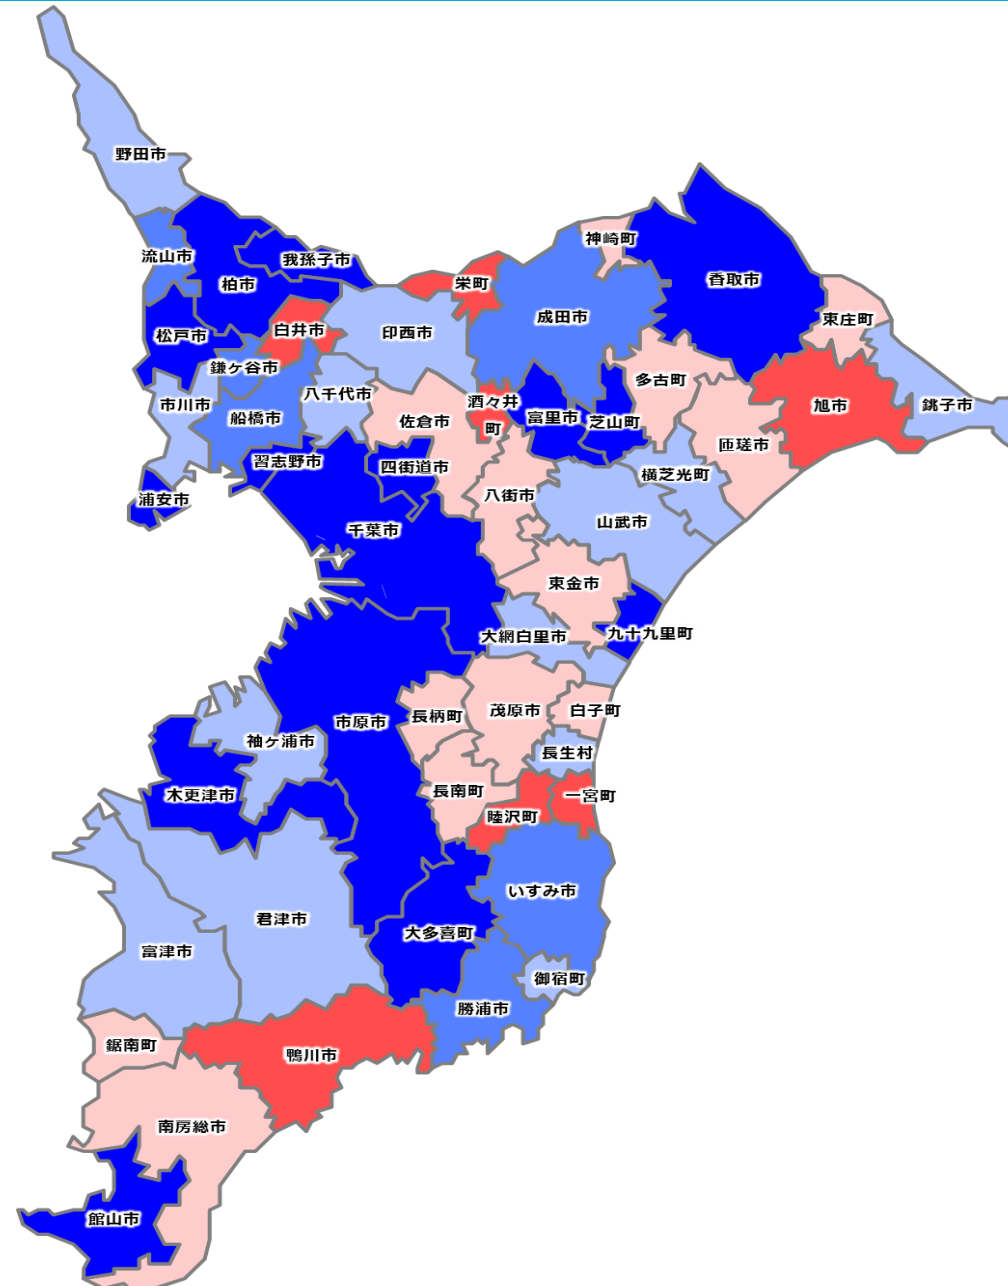 野田市
神崎町
流山市
我孫子市
柏市
栄町
香取市
成田市
東庄町
松戸市
白井市
印西市
鎌ケ谷市
多古町
八千代市
市川市
船橋市
佐倉市
酒々井
町
富里市
芝山町
旭市
銚子市
匝瑳市
習志野市
四街道市
横芝光町
浦安市
八街市
千葉市
山武市
東金市
大網白里市
九十九里町
長柄町
茂原市
白子町
市原市
袖ケ浦市
長生村
木更津市
長南町
一宮町
睦沢町
いすみ市
君津市
大多喜町
富津市
御宿町
勝浦市
鋸南町
鴨川市
南房総市
館山市